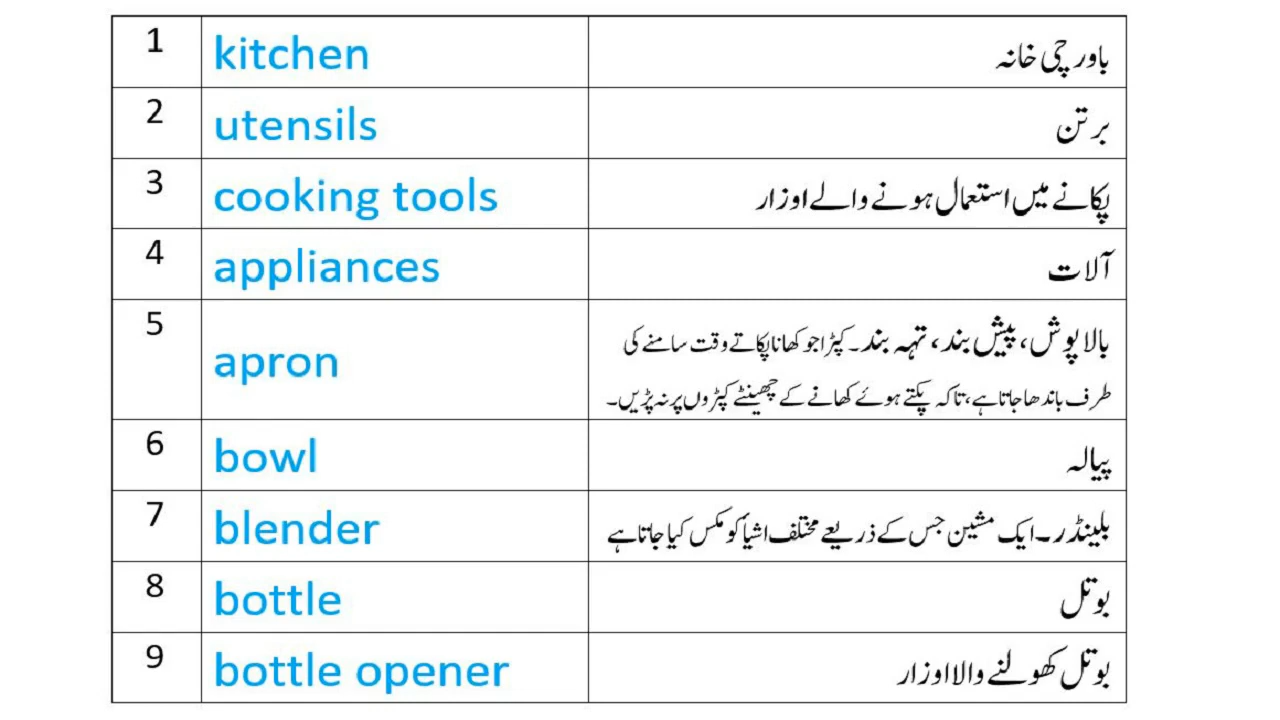 1 kitchen باورچی خانہ
2 utensils برتن
3 cooking tools پکانے میں استعمال ہونے والے اوزار
4 appliances آلات
5 apron بالا پوش، پیش بند، تہہ بند۔ کپڑا جو کھانا پکاتے وقت سامنے کی
طرف باندھا جاتا ہے، تاکہ پکتے ہوئے کھانے کے چھینٹے کپڑوں پر نہ پڑیں۔
6 bowl پیالہ
7 blender بلینڈر۔ ایک مشین جس کے ذریعے مختلف اشیأ کو مکس کیا جاتا ہے
8 bottle بوتل
9 bottle opener بوتل کھولنے والا اوزار